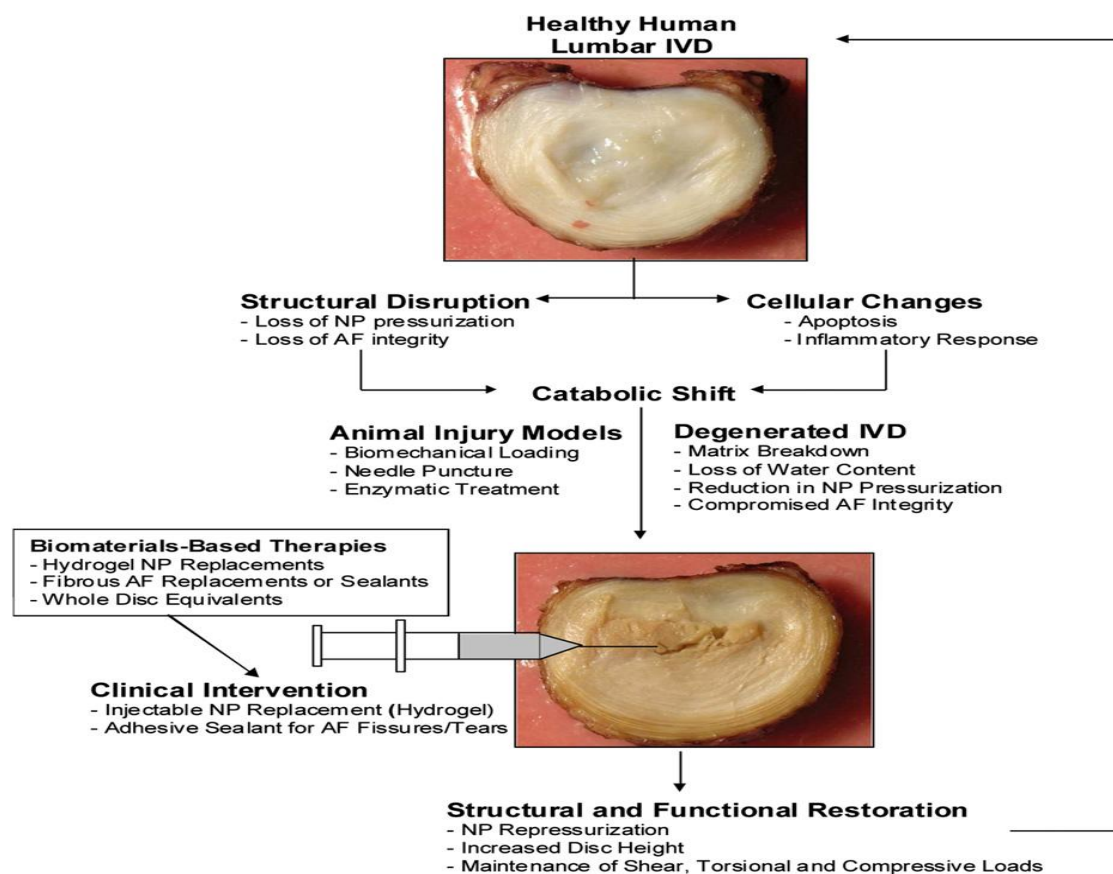 Healthy Human
Lumbar IVD
Structural Disruption
- Loss of NP pressurization
- Loss of AF integrity
Cellular Changes
- Apoptosis
- Inflammatory Response
Catabolic Shift
Animal Injury Models
- Biomechanical Loading
- Needle Puncture
- Enzymatic Treatment
Degenerated IVD
- Matrix Breakdown
- Loss of Water Content
- Reduction in NP Pressurization
- Compromised AF Integrity
Biomaterials-Based Therapies
- Hydrogel NP Replacements
- Fibrous AF Replacements or Sealants
- Whole Disc Equivalents
Clinical Intervention
- Injectable NP Replacement (Hydrogel)
- Adhesive Sealant for AF Fissures/Tears
Structural and Functional Restoration
- NP Repressurization
- Increased Disc Height
- Maintenance of Shear, Torsional and Compressive Loads